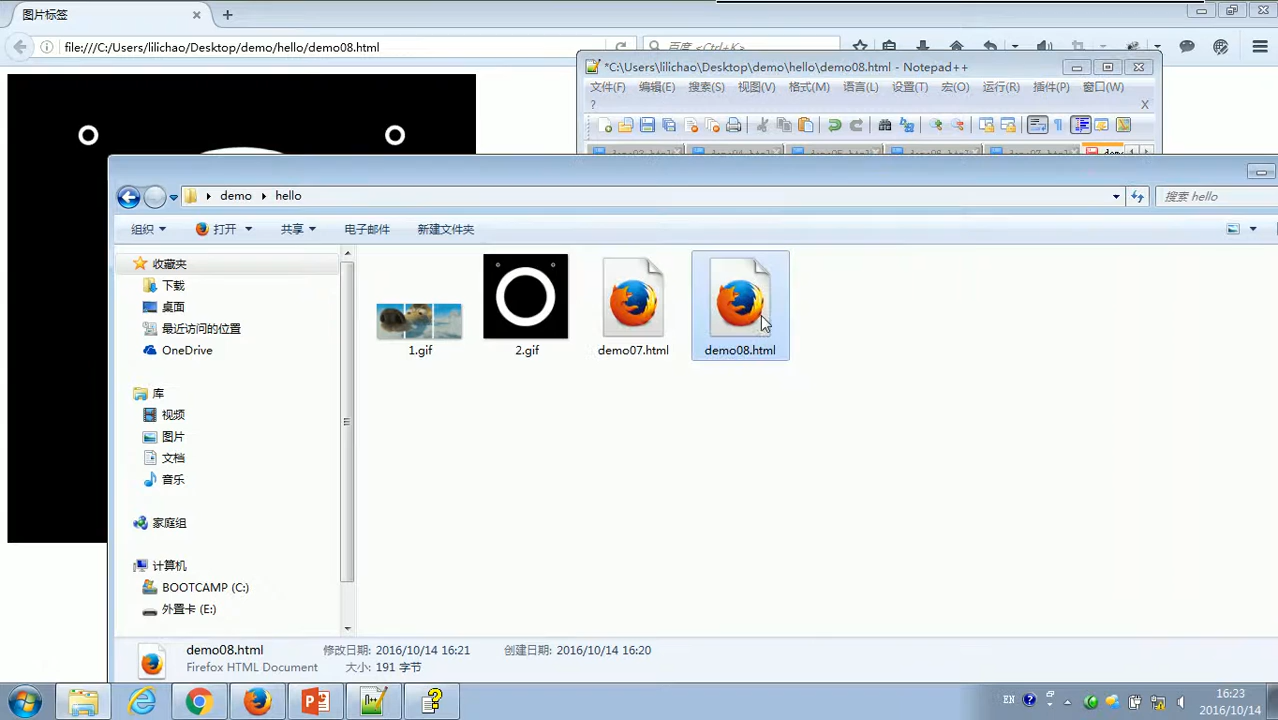 图片标签
file:///C:/Users/lilichao/Desktop/demo/hello/demo08.html
百度 <Ctrl+K>
*C:\Users\lilichao\Desktop\demo\hello\demo08.html - Notepad++
文件(F) 编辑(E) 搜索(S) 视图(V) 格式(M) 语言(L) 设置(T) 宏(O) 运行(R) 插件(P) 窗口(W)
? X
demo hello
搜索 hello
组织 打开 共享 电子邮件 新建文件夹
收藏夹
下载
桌面
最近访问的位置
OneDrive
库
视频
图片
文档
音乐
家庭组
计算机
BOOTCAMP (C:)
外置卡 (E:)
1.gif 2.gif demo07.html demo08.html
demo08.html 修改日期: 2016/10/14 16:21 创建日期: 2016/10/14 16:20
Firefox HTML Document 大小: 191 字节
EN 16:23
2016/10/14